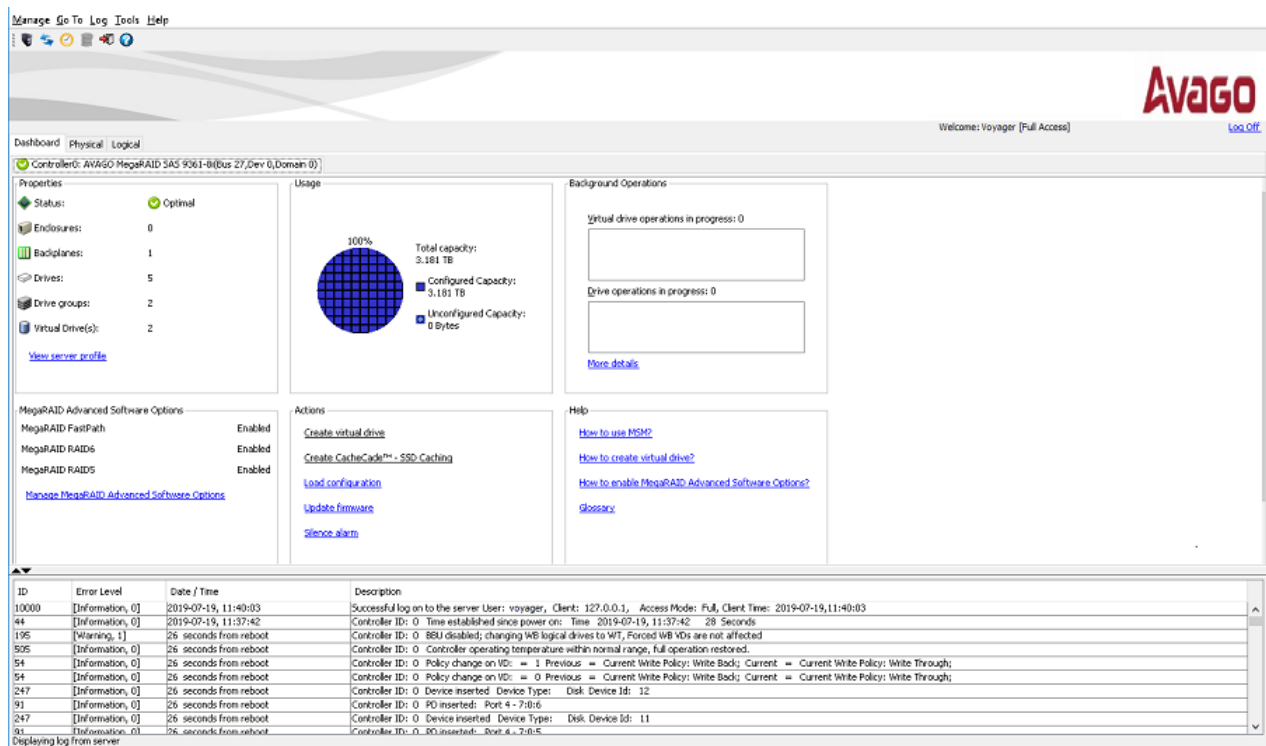 Manage Go To Log Tools Help
AVAGO
Welcome: Voyager [Full Access]
Log Off
Dashboard Physical Logical
Controller0: AVAGO MegaRAID SAS 9361-8i(Bus 27,Dev 0,Domain 0)
Properties
Status: Optimal
Enclosures: 0
Backplanes: 1
Drives: 5
Drive groups: 2
Virtual Drive(s): 2
View server profile
Usage
100%
Total capacity:
3.181 TB
Configured Capacity:
3.181 TB
Unconfigured Capacity:
0 Bytes
Background Operations
Virtual drive operations in progress: 0
Drive operations in progress: 0
More details
MegaRAID Advanced Software Options
MegaRAID FastPath Enabled
MegaRAID RAID6 Enabled
MegaRAID RAID5 Enabled
Manage MegaRAID Advanced Software Options
Actions
Create virtual drive
Create CacheCade™ - SSD Caching
Load configuration
Update firmware
Silence alarm
Help
How to use MSM?
How to create virtual drive?
How to enable MegaRAID Advanced Software Options?
Glossary
ID Error Level Date / Time Description
10000 [Information, 0] 2019-07-19, 11:40:03 Successful log on to the server User: voyager, Client: 127.0.0.1, Access Mode: Full, Client Time: 2019-07-19,11:40:03
44 [Information, 0] 2019-07-19, 11:37:42 Controller ID: 0 Time established since power on: Time 2019-07-19,11:37:42 28 Seconds
195 [Warning, 1] 26 seconds from reboot Controller ID: 0 BBU disabled; changing WB logical drives to WT, Forced WB VDs are not affected
505 [Information, 0] 26 seconds from reboot Controller ID: 0 Controller operating temperature within normal range, full operation restored.
54 [Information, 0] 26 seconds from reboot Controller ID: 0 Policy change on VD: = 1 Previous = Current Write Policy: Write Back; Current = Current Write Policy: Write Through;
54 [Information, 0] 26 seconds from reboot Controller ID: 0 Policy change on VD: = 0 Previous = Current Write Policy: Write Back; Current = Current Write Policy: Write Through;
247 [Information, 0] 26 seconds from reboot Controller ID: 0 Device inserted Device Type: Disk Device Id: 12
91 [Information, 0] 26 seconds from reboot Controller ID: 0 PD inserted: Port 4 - 7:0:6
247 [Information, 0] 26 seconds from reboot Controller ID: 0 Device inserted Device Type: Disk Device Id: 11
91 [Information, 0] 26 seconds from reboot Controller ID: 0 PD inserted: Port 4 - 7:0:5
Displaying log from server